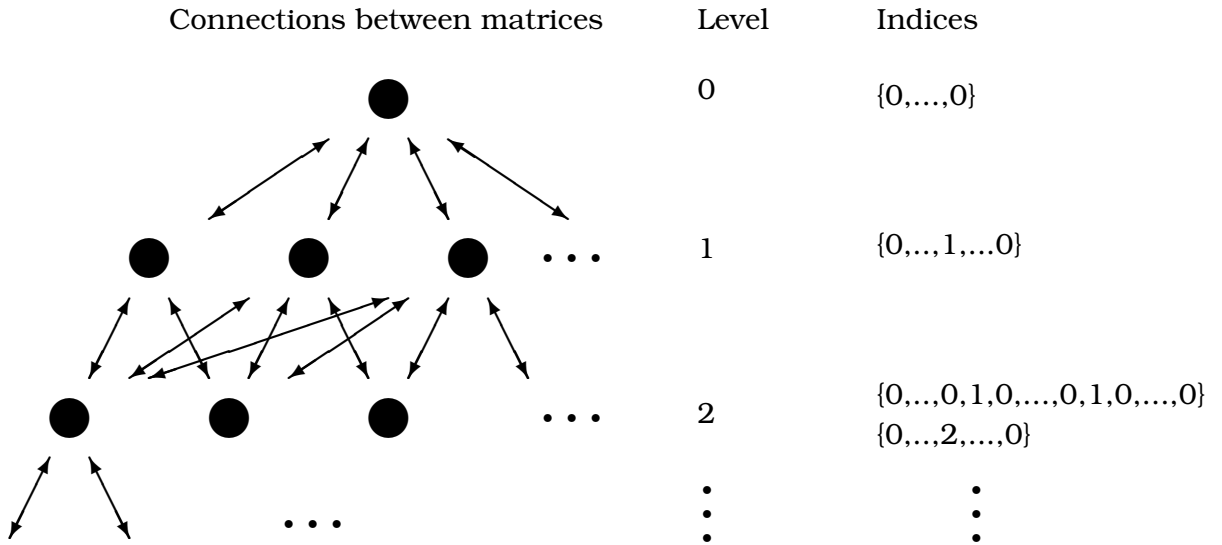 Connections between matrices Level Indices
0 {0,...,0}
... 1 {0,..,1,...0}
{0,..,0,1,0,...,0,1,0,...,0}
... 2
{0,..,2,...,0}
...